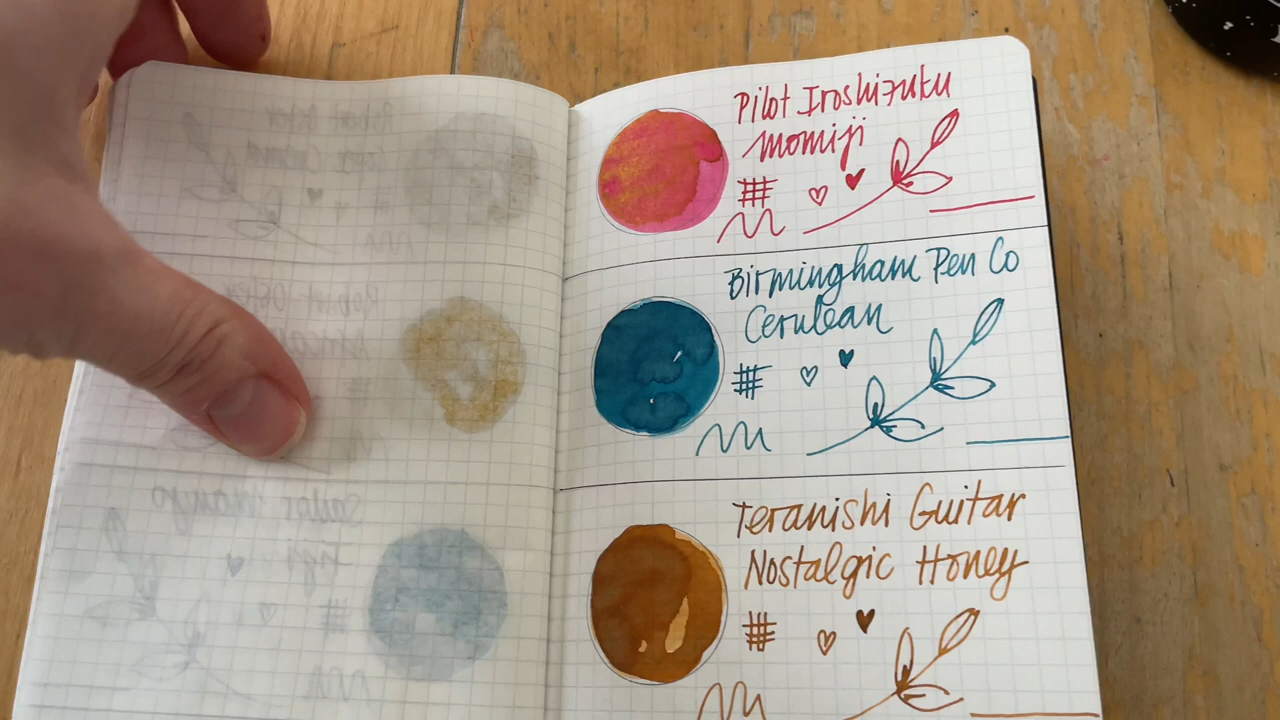 Pilot Iroshizuku
momiji
Birmingham Pen Co
Cerulean
Teranishi Guitar
Nostalgic Honey